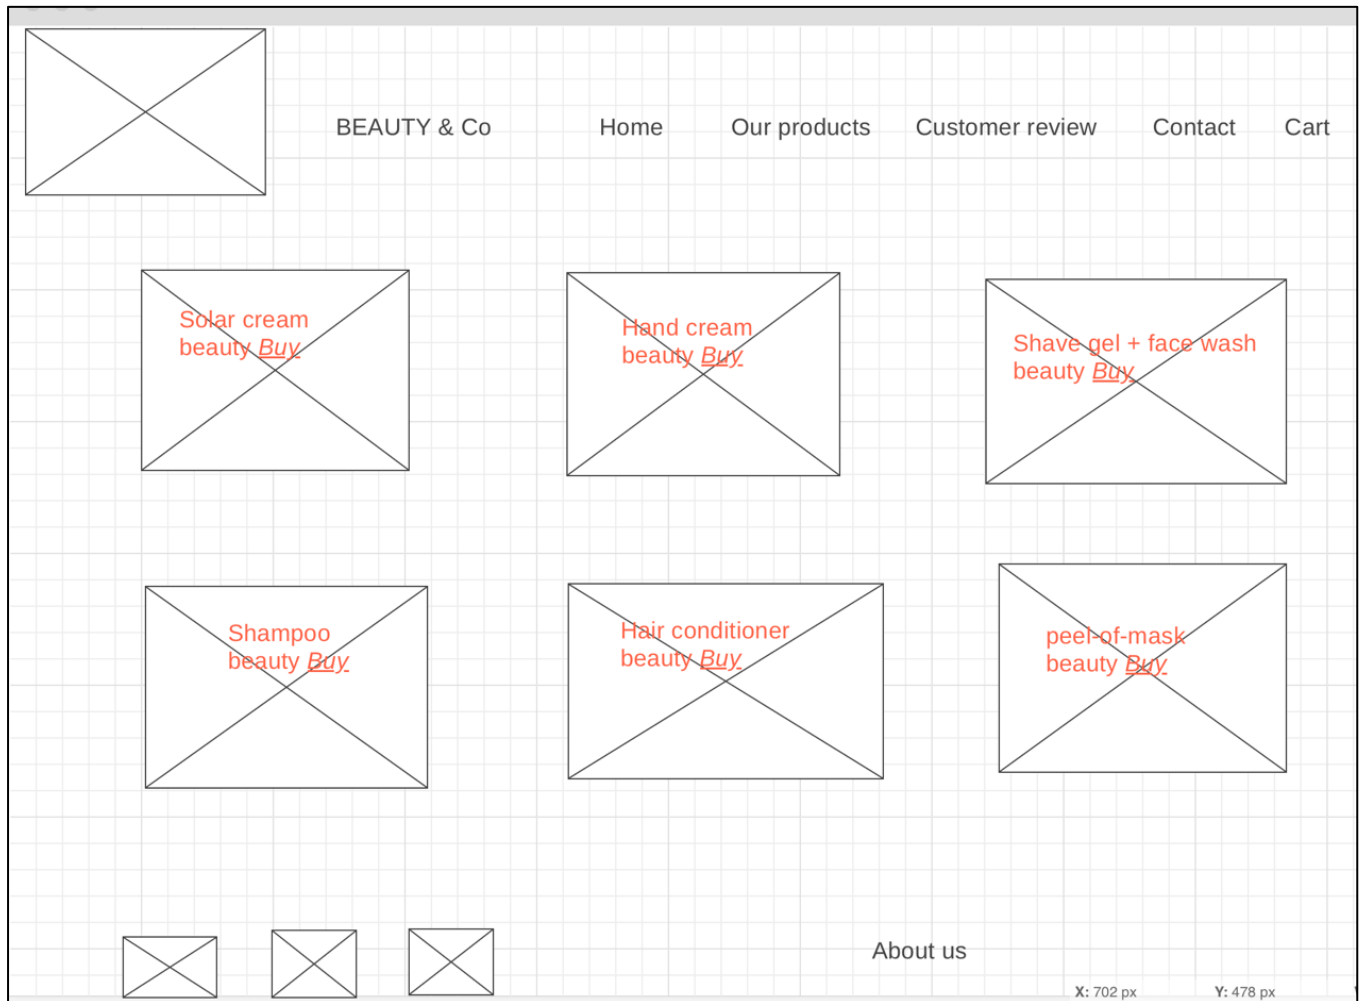 BEAUTY & Co
Home
Our products
Customer review
Contact
Cart
Solar cream
beauty Buy
Hand cream
beauty Buy
Shave gel + face wash
beauty Buy
Shampoo
beauty Buy
Hair conditioner
beauty Buy
peel-of-mask
beauty Buy
About us
X: 702 px
Y: 478 px